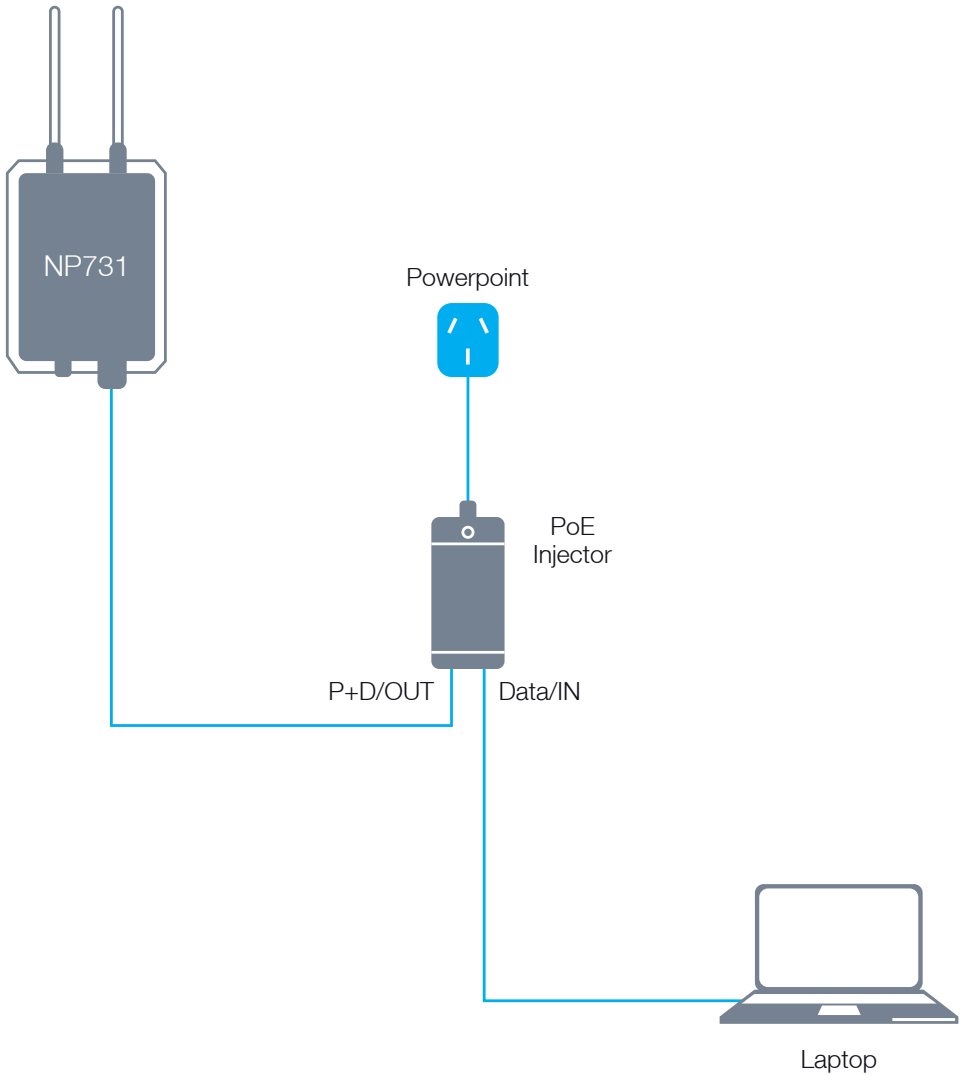 NP731
Powerpoint
PoE
Injector
P+D/OUT
Data/IN
Laptop